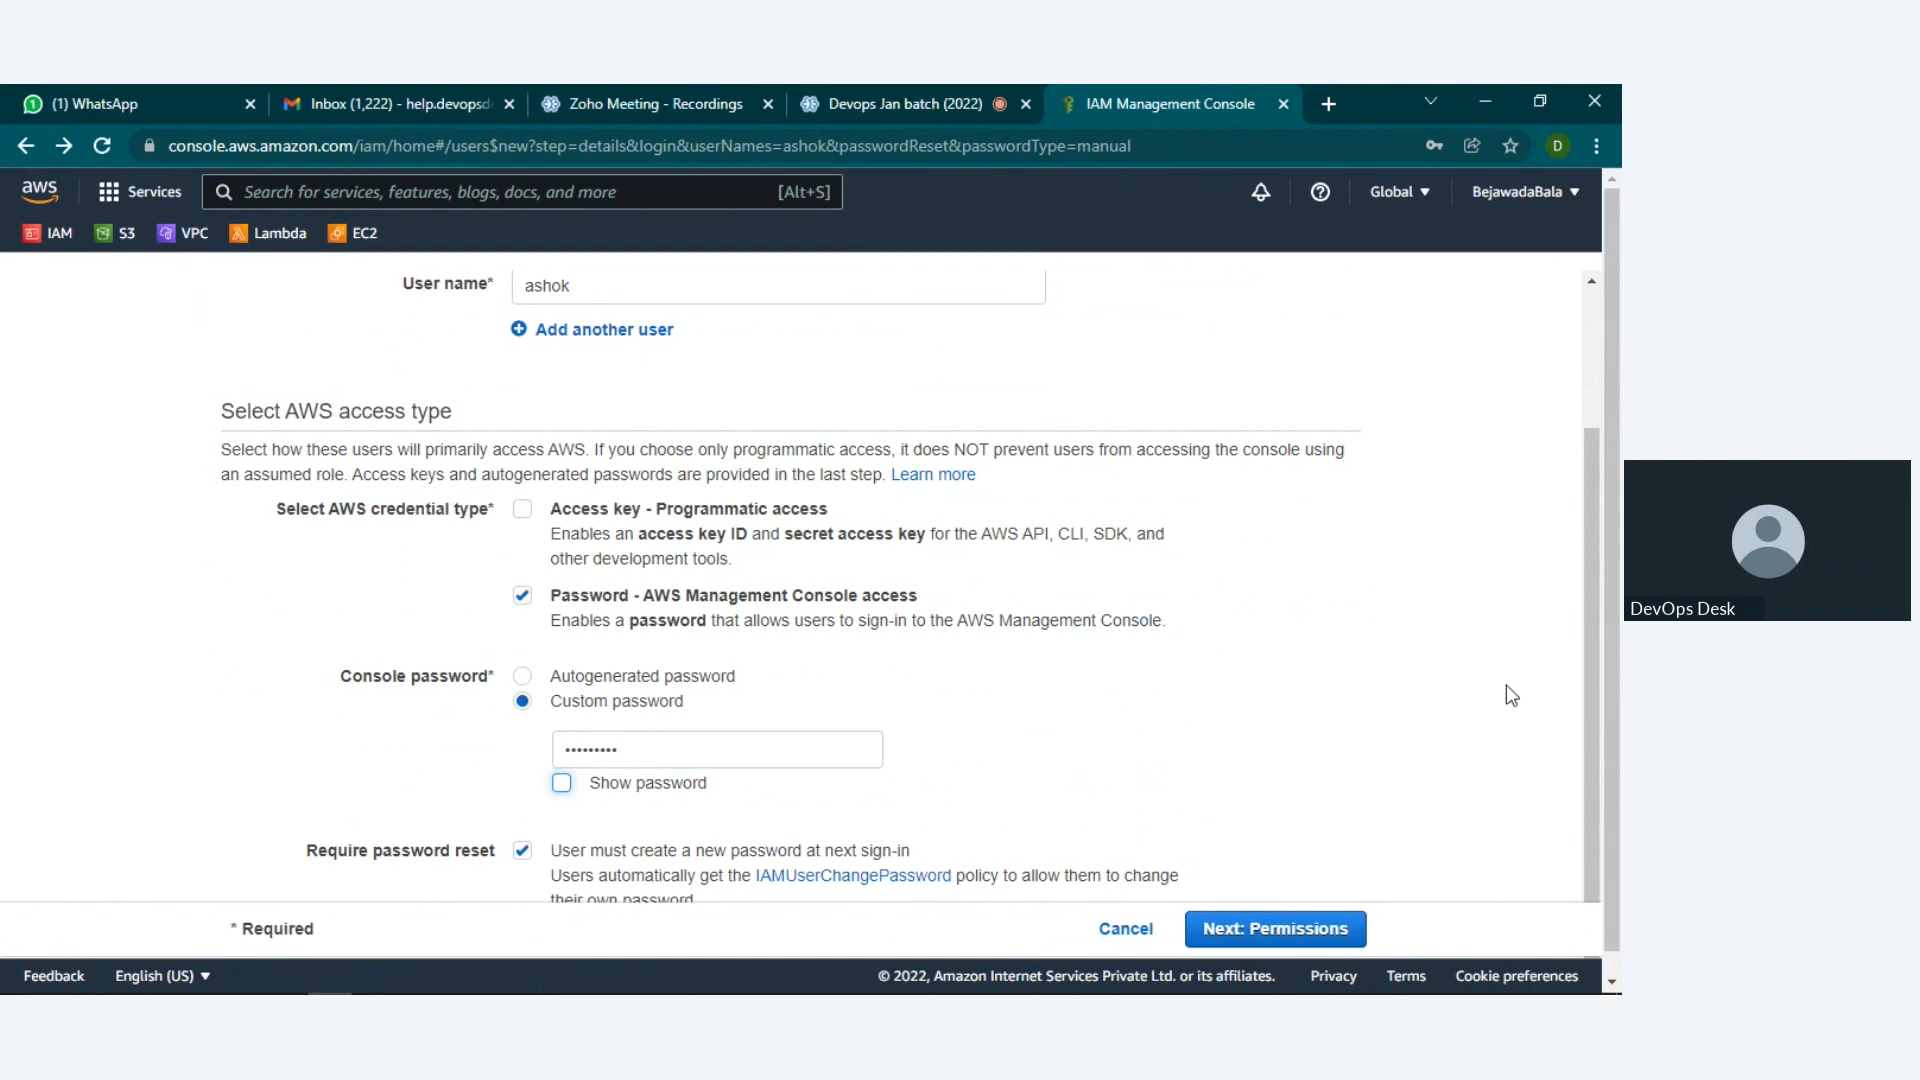 (1) WhatsApp
Inbox (1,222) - help.devopsd
Zoho Meeting - Recordings
Devops Jan batch (2022)
IAM Management Console
console.aws.amazon.com/iam/home#/users$new?step=details&login&userNames=ashok&passwordReset&passwordType=manual
D
aws
Services
Search for services, features, blogs, docs, and more
[Alt+S]
Global
BejawadaBala
IAM
S3
VPC
Lambda
EC2
User name*
ashok
Add another user
Select AWS access type
Select how these users will primarily access AWS. If you choose only programmatic access, it does NOT prevent users from accessing the console using
an assumed role. Access keys and autogenerated passwords are provided in the last step. Learn more
Select AWS credential type*
Access key - Programmatic access
Enables an access key ID and secret access key for the AWS API, CLI, SDK, and
other development tools.
Password - AWS Management Console access
Enables a password that allows users to sign-in to the AWS Management Console.
Console password*
Autogenerated password
Custom password
•••••••••
Show password
Require password reset
User must create a new password at next sign-in
Users automatically get the IAMUserChangePassword policy to allow them to change
their own password
* Required
Cancel
Next: Permissions
Feedback
English (US)
© 2022, Amazon Internet Services Private Ltd. or its affiliates.
Privacy
Terms
Cookie preferences
DevOps Desk